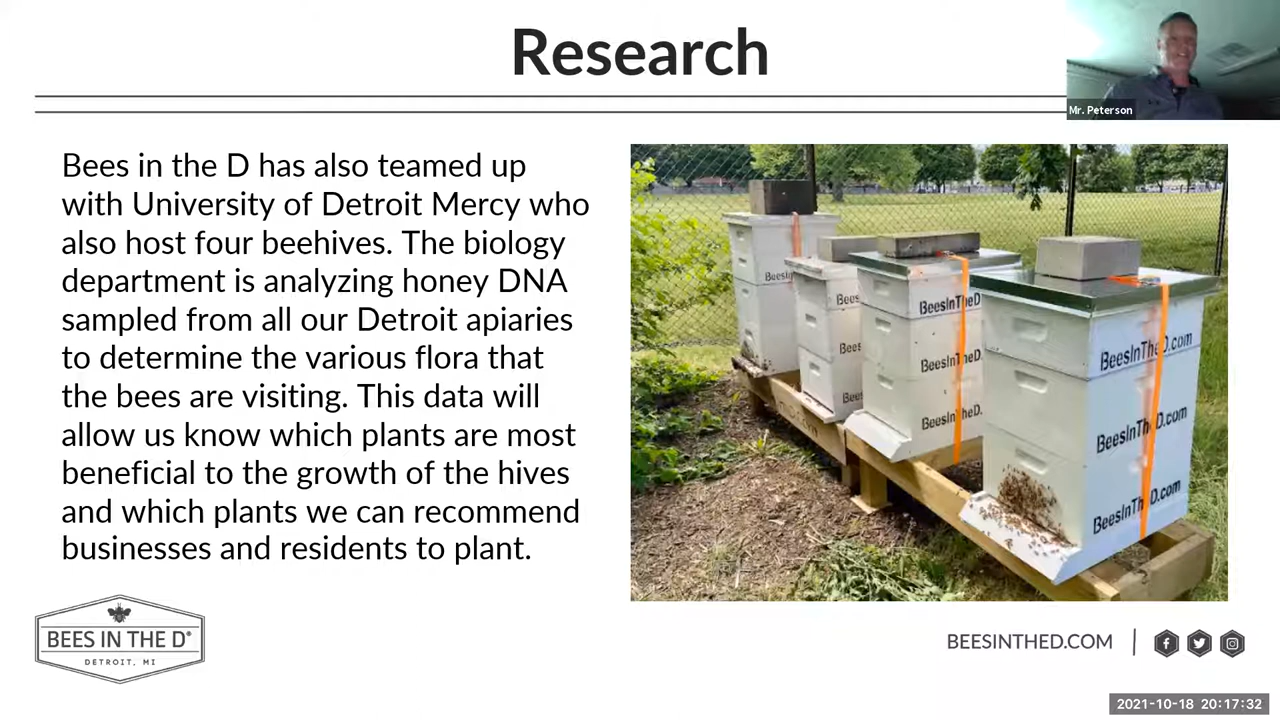 Research
Mr. Peterson
Bees in the D has also teamed up
with University of Detroit Mercy who
also host four beehives. The biology
department is analyzing honey DNA
sampled from all our Detroit apiaries
to determine the various flora that
the bees are visiting. This data will
allow us know which plants are most
beneficial to the growth of the hives
and which plants we can recommend
businesses and residents to plant.
BeesInTheD
BeesInTheD.
BeesInTheD.
BeesInTheD.com
BeesInTheD.com
BeesInTheD.com
BEES IN THE D®
DETROIT, MI
BEESINTHED.COM
2021-10-18 20:17:32